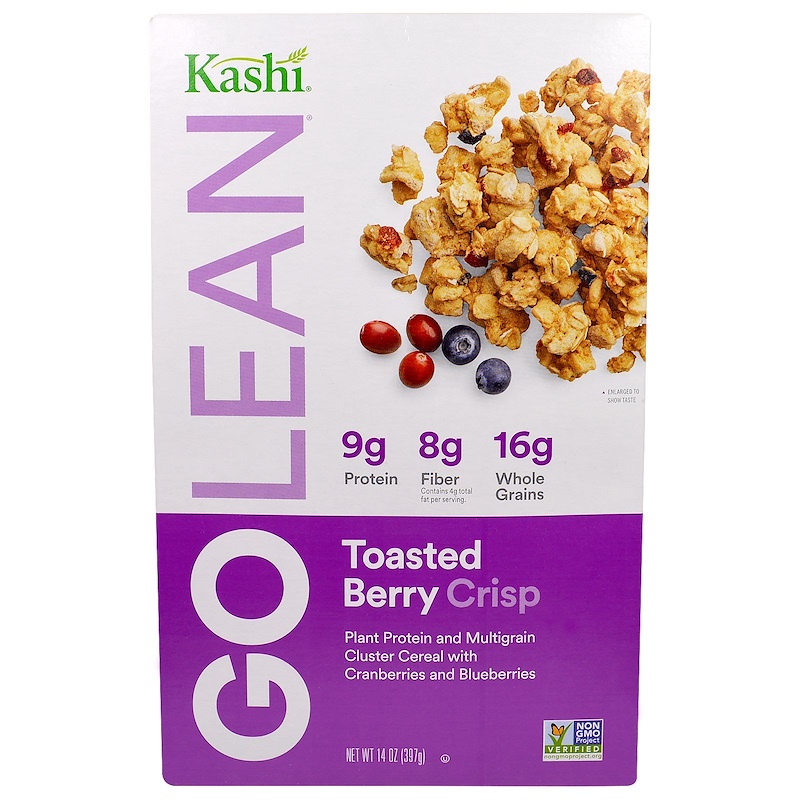 Kashi®
GOLEAN®
ENLARGED TO
SHOW TASTE
9g
Protein
8g
Fiber
Contains 4g total
fat per serving.
16g
Whole
Grains
Toasted
Berry Crisp
Plant Protein and Multigrain
Cluster Cereal with
Cranberries and Blueberries
NET WT 14 OZ (397g)
U
NON
GMO
Project
VERIFIED
nongmoproject.org